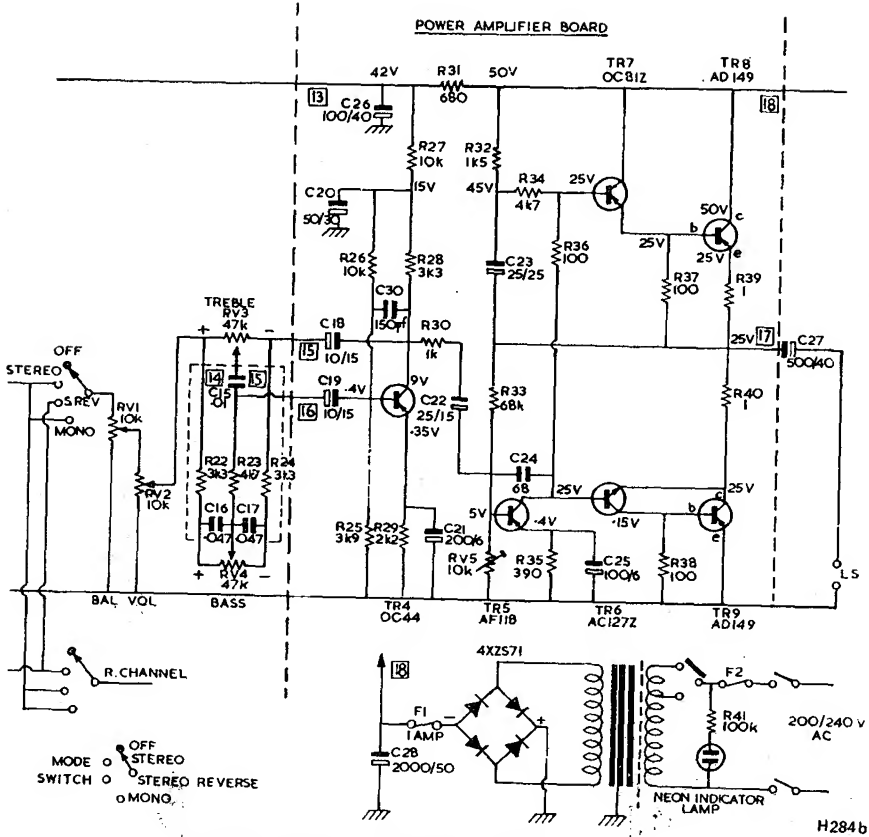 POWER AMPLIFIER BOARD
TR7
OC81Z
TR8
AD149
42V
R31
680
50V
13
C26
100/40
18
R27
10k
R32
1k5
15V
45V
R34
4k7
25V
C20
50/30
50V
c
b
25V
25V
e
R26
10k
R28
3k3
C23
25/25
R36
100
R37
100
R39
1
C30
150pf
TREBLE
RV3
47k
+
-
C18
10/15
15
R30
1k
25V
17
C27
500/40
OFF
STEREO
S.REV
MONO
14
15
C15
.01
C19
10/15
.4V
16
9V
C22
25/15
.35V
R33
68k
R40
1
RV1
10k
RV2
10k
R22
3k3
R23
4k7
R24
3k3
C24
68
25V
25V
c
b
e
5V
.4V
.15V
C16
.047
C17
.047
R25
3k9
R29
2k2
C21
200/6
RV5
10k
R35
390
C25
100/6
R38
100
+
-
RV4
47k
LS
BAL
VOL
BASS
TR4
OC44
TR5
AF118
TR6
AC127Z
TR9
AD149
R.CHANNEL
18
4XZS71
F1
1AMP
-
+
F2
R41
100k
200/240 V
AC
C28
2000/50
MODE
SWITCH
OFF
STEREO
STEREO REVERSE
MONO
NEON INDICATOR
LAMP
H284b